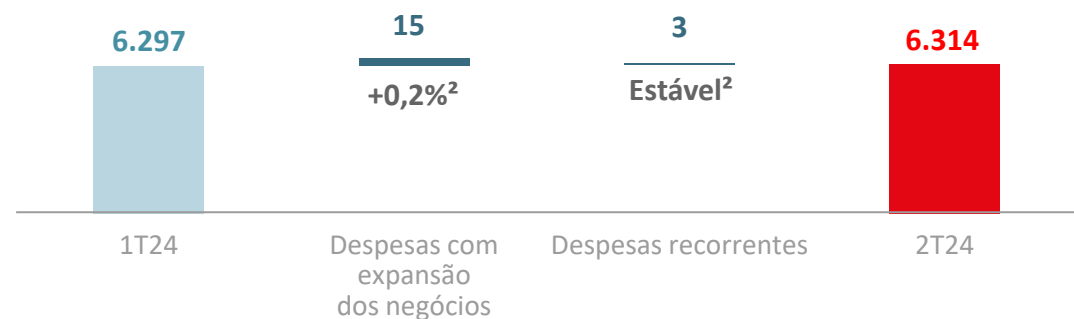 6.297
15
3
6.314
+0,2%²
Estável²
1T24
Despesas com
expansão
dos negócios
Despesas recorrentes
2T24